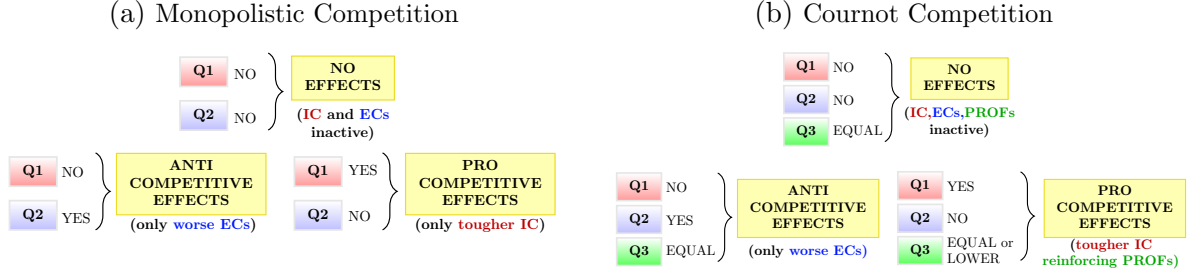 (a) Monopolistic Competition
Q1 NO
Q2 NO
NO
EFFECTS
(IC and ECs
inactive)
Q1 NO
Q2 YES
ANTI
COMPETITIVE
EFFECTS
(only worse ECs)
Q1 YES
Q2 NO
PRO
COMPETITIVE
EFFECTS
(only tougher IC)
(b) Cournot Competition
Q1 NO
Q2 NO
Q3 EQUAL
NO
EFFECTS
(IC,ECs,PROFs
inactive)
Q1 NO
Q2 YES
Q3 EQUAL
ANTI
COMPETITIVE
EFFECTS
(only worse ECs)
Q1 YES
Q2 NO
Q3 EQUAL or
LOWER
PRO
COMPETITIVE
EFFECTS
(tougher IC
reinforcing PROFs)